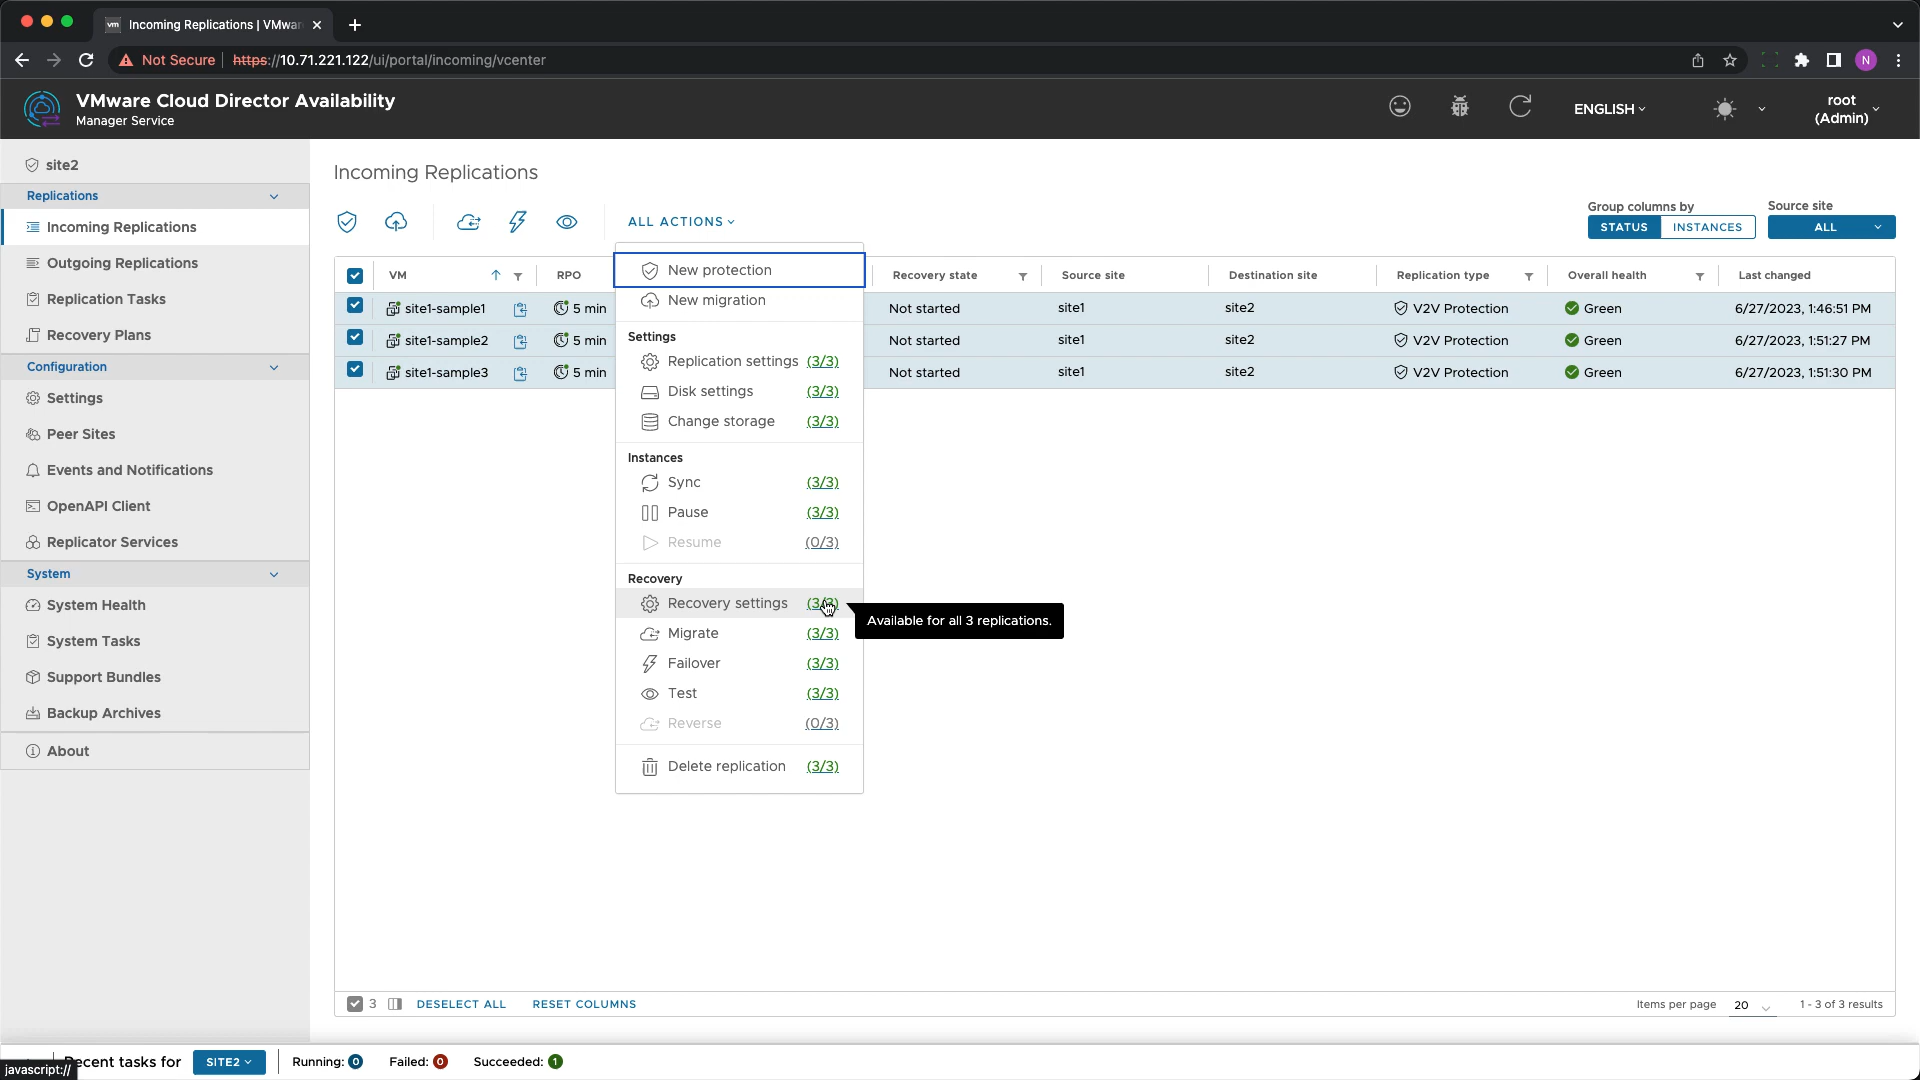 vm Incoming Replications | VMwa
Not Secure https://10.71.221.122/ui/portal/incoming/vcenter
N
VMware Cloud Director Availability
Manager Service
ENGLISH
root
(Admin)
site2
Replications
Incoming Replications
Outgoing Replications
Replication Tasks
Recovery Plans
Configuration
Settings
Peer Sites
Events and Notifications
OpenAPI Client
Replicator Services
System
System Health
System Tasks
Support Bundles
Backup Archives
About
Incoming Replications
ALL ACTIONS
Group columns by
STATUS INSTANCES
Source site
ALL
VM RPO Recovery state Source site Destination site Replication type Overall health Last changed
site1-sample1 5 min Not started site1 site2 V2V Protection Green 6/27/2023, 1:46:51 PM
site1-sample2 5 min Not started site1 site2 V2V Protection Green 6/27/2023, 1:51:27 PM
site1-sample3 5 min Not started site1 site2 V2V Protection Green 6/27/2023, 1:51:30 PM
New protection
New migration
Settings
Replication settings (3/3)
Disk settings (3/3)
Change storage (3/3)
Instances
Sync (3/3)
Pause (3/3)
Resume (0/3)
Recovery
Recovery settings (3/3)
Available for all 3 replications.
Migrate (3/3)
Failover (3/3)
Test (3/3)
Reverse (0/3)
Delete replication (3/3)
3 DESELECT ALL RESET COLUMNS
Items per page 20 1 - 3 of 3 results
Recent tasks for SITE2 Running: 0 Failed: 0 Succeeded: 1
javascript://